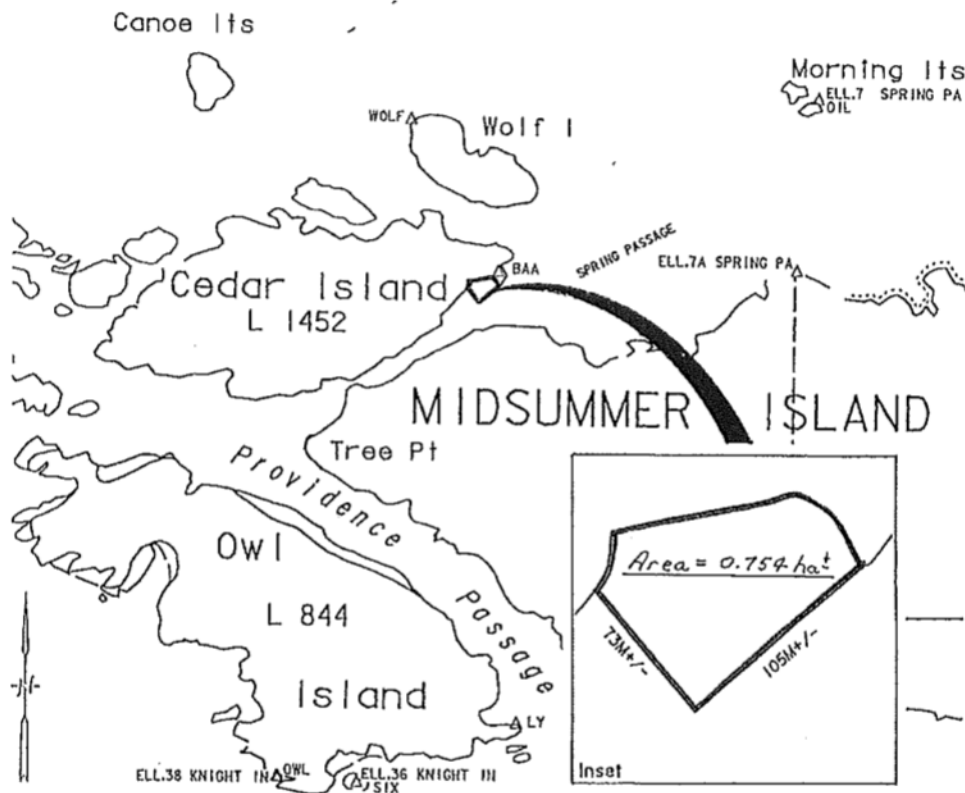 Canoe Its
Morning Its
ELL.7 SPRING PA
OIL
WOLF
Wolf I
BAA
SPRING PASSAGE
ELL.7A SPRING PA
Cedar Island
L 1452
MIDSUMMER ISLAND
Tree Pt
Providence Passage
Owl
L 844
Island
LY
ELL.38 KNIGHT IN
OWL
ELL.36 KNIGHT IN
SIX
Area = 0.754 ha±
73M+/-
105M+/-
Inset